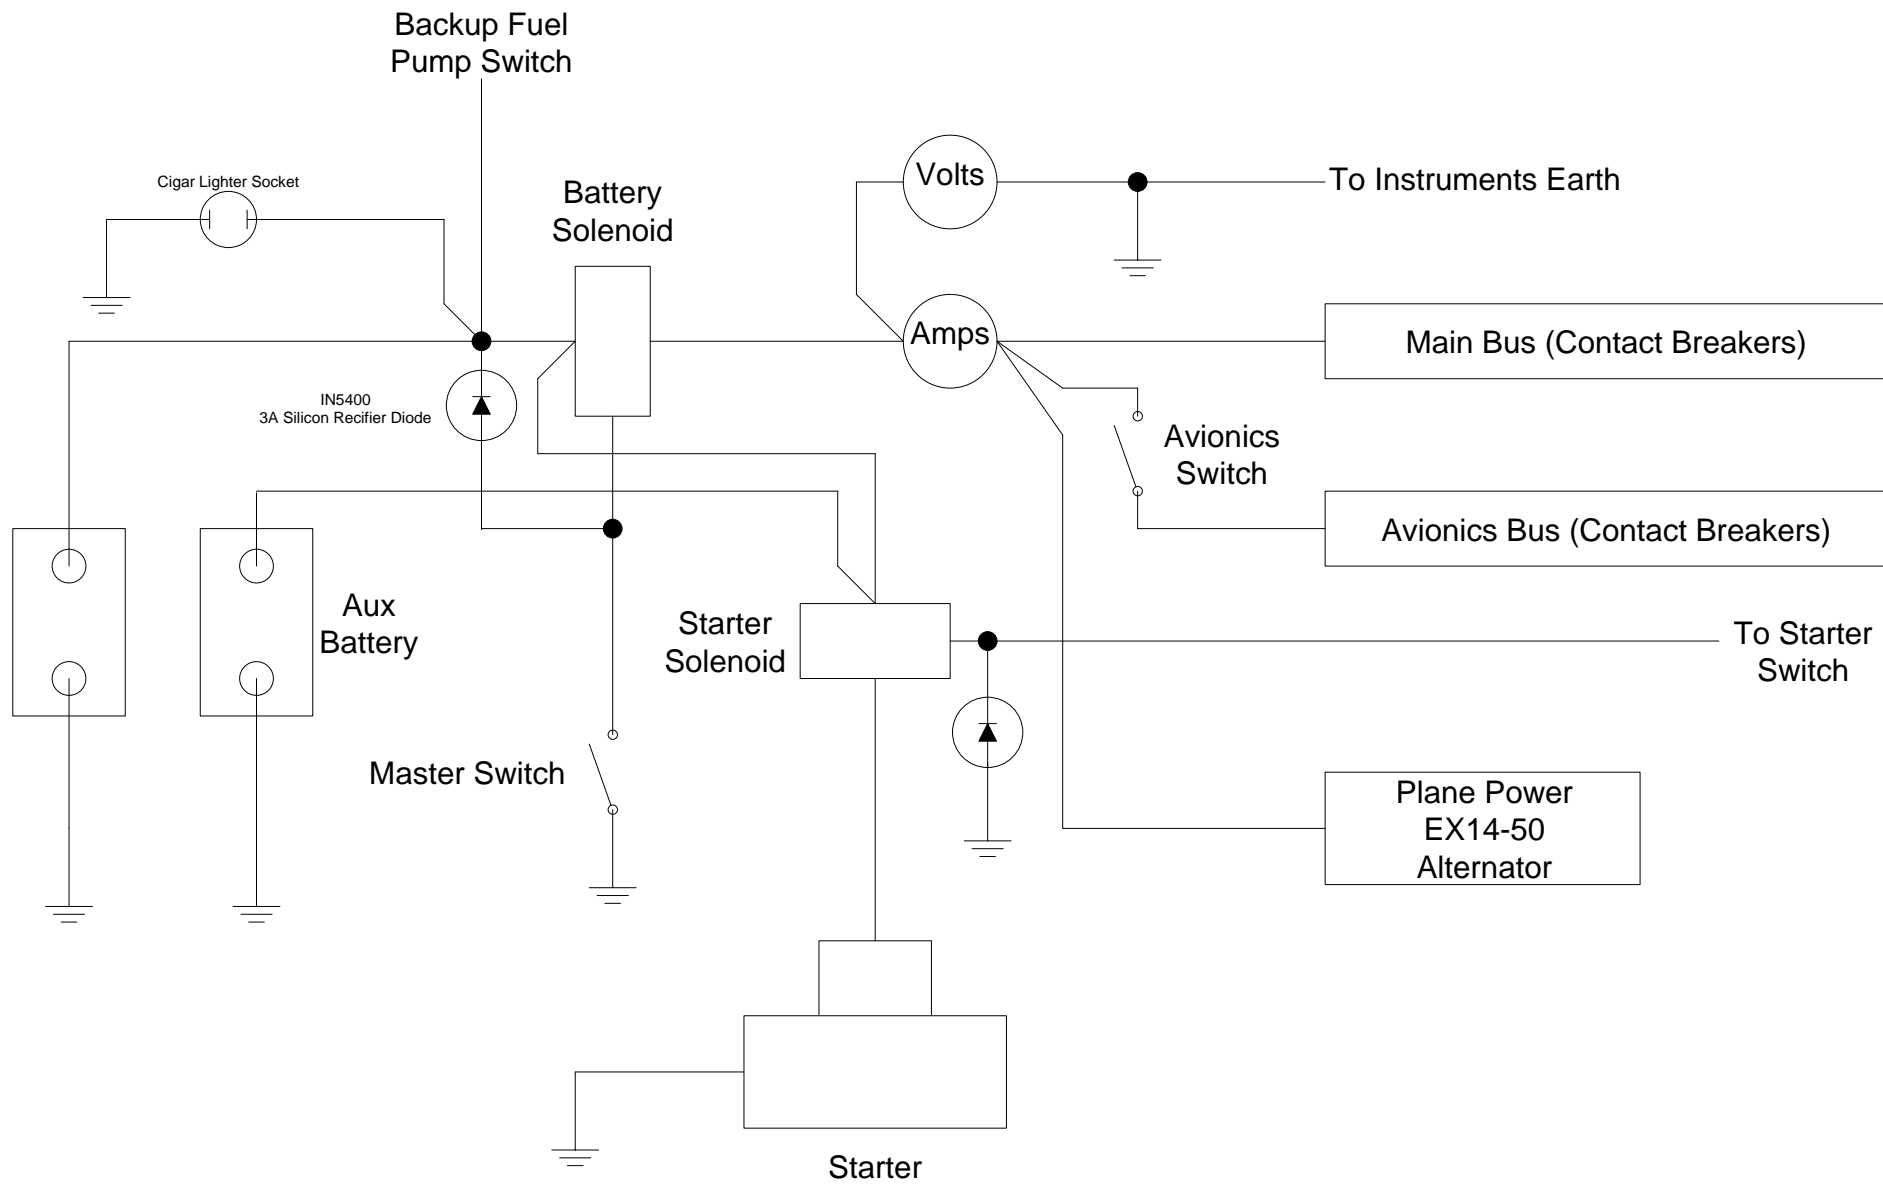 Backup Fuel
Pump Switch
Cigar Lighter Socket
Battery
Solenoid
Volts
To Instruments Earth
Amps
Main Bus (Contact Breakers)
IN5400
3A Silicon Recifier Diode
Avionics
Switch
Avionics Bus (Contact Breakers)
Aux
Battery
Starter
Solenoid
To Starter
Switch
Master Switch
Plane Power
EX14-50
Alternator
Starter